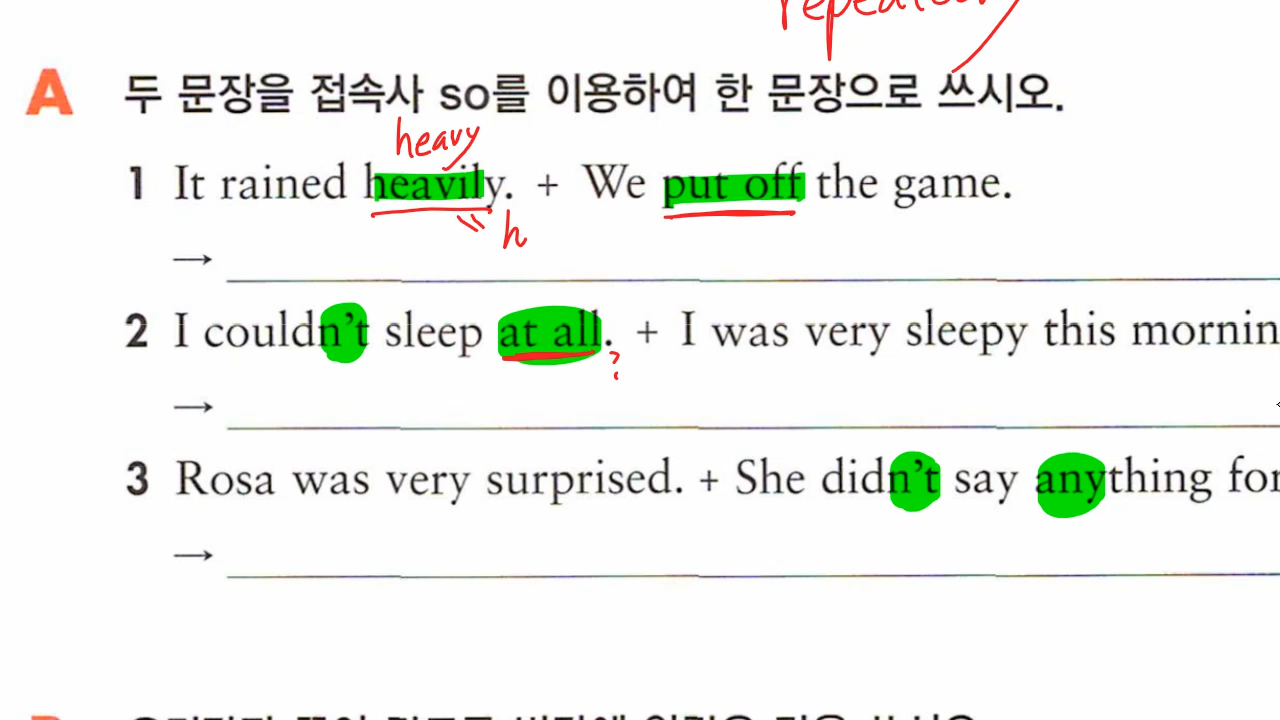 A 두 문장을 접속사 so를 이용하여 한 문장으로 쓰시오.
heavy
1 It rained heavily. + We put off the game.
h
→
2 I couldn't sleep at all. + I was very sleepy this mornin
?
→
3 Rosa was very surprised. + She didn't say anything for
→